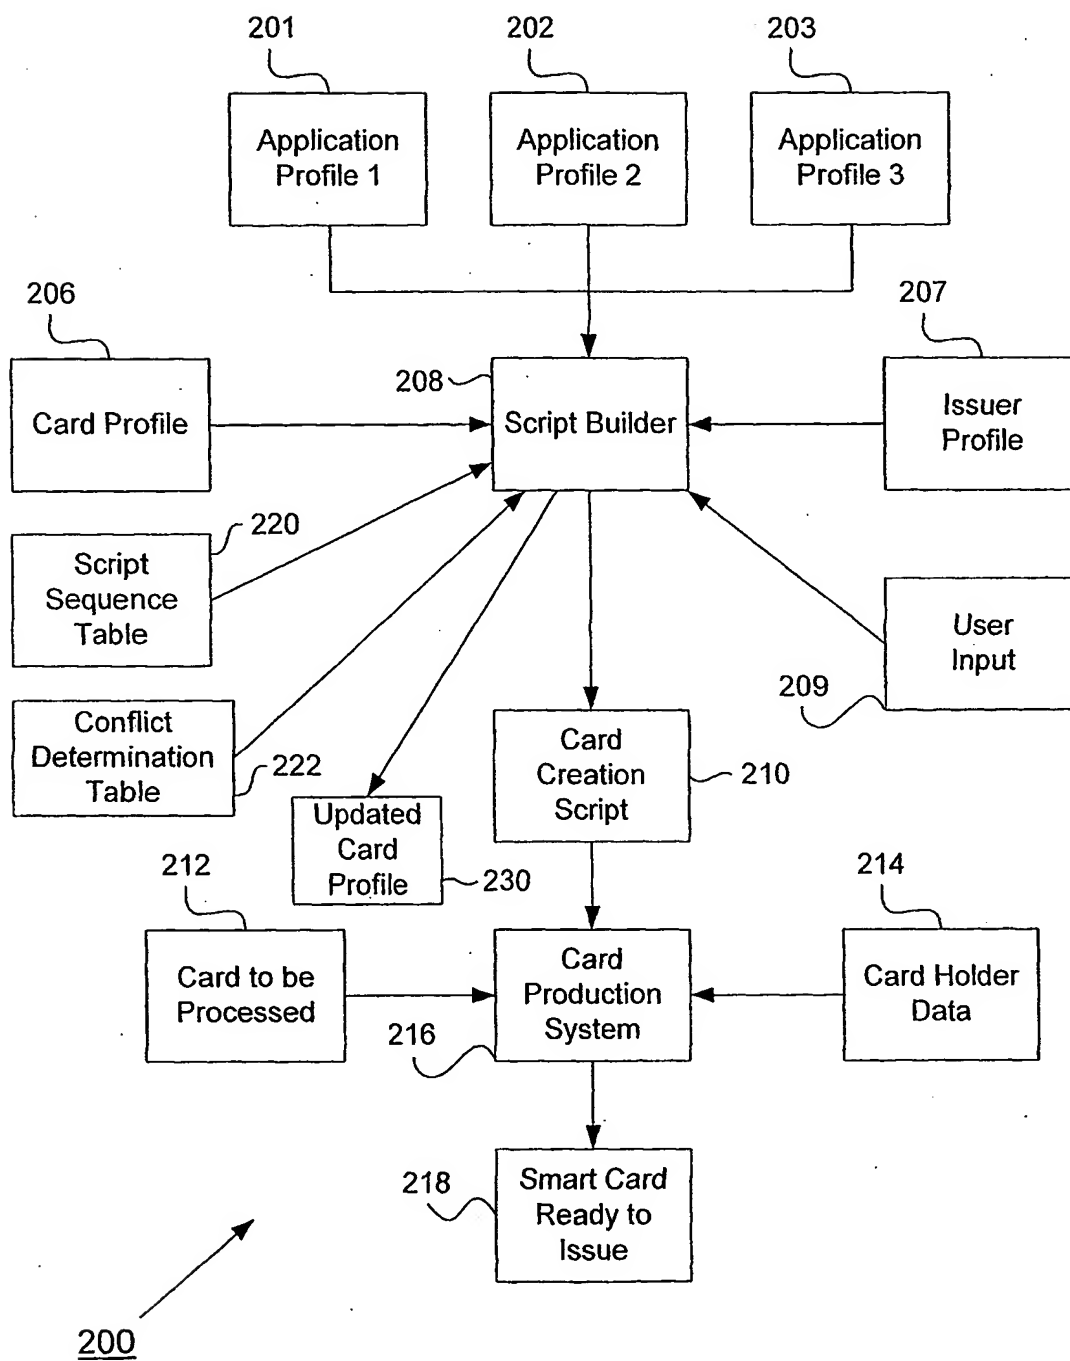 201
202
203
Application
Profile 1
Application
Profile 2
Application
Profile 3
206
207
Card Profile
208
Script Builder
Issuer
Profile
220
Script
Sequence
Table
User
Input
209
Conflict
Determination
Table
222
Card
Creation
Script
210
Updated
Card
Profile
230
212
214
Card to be
Processed
Card
Production
System
216
Card Holder
Data
218
Smart Card
Ready to
Issue
200